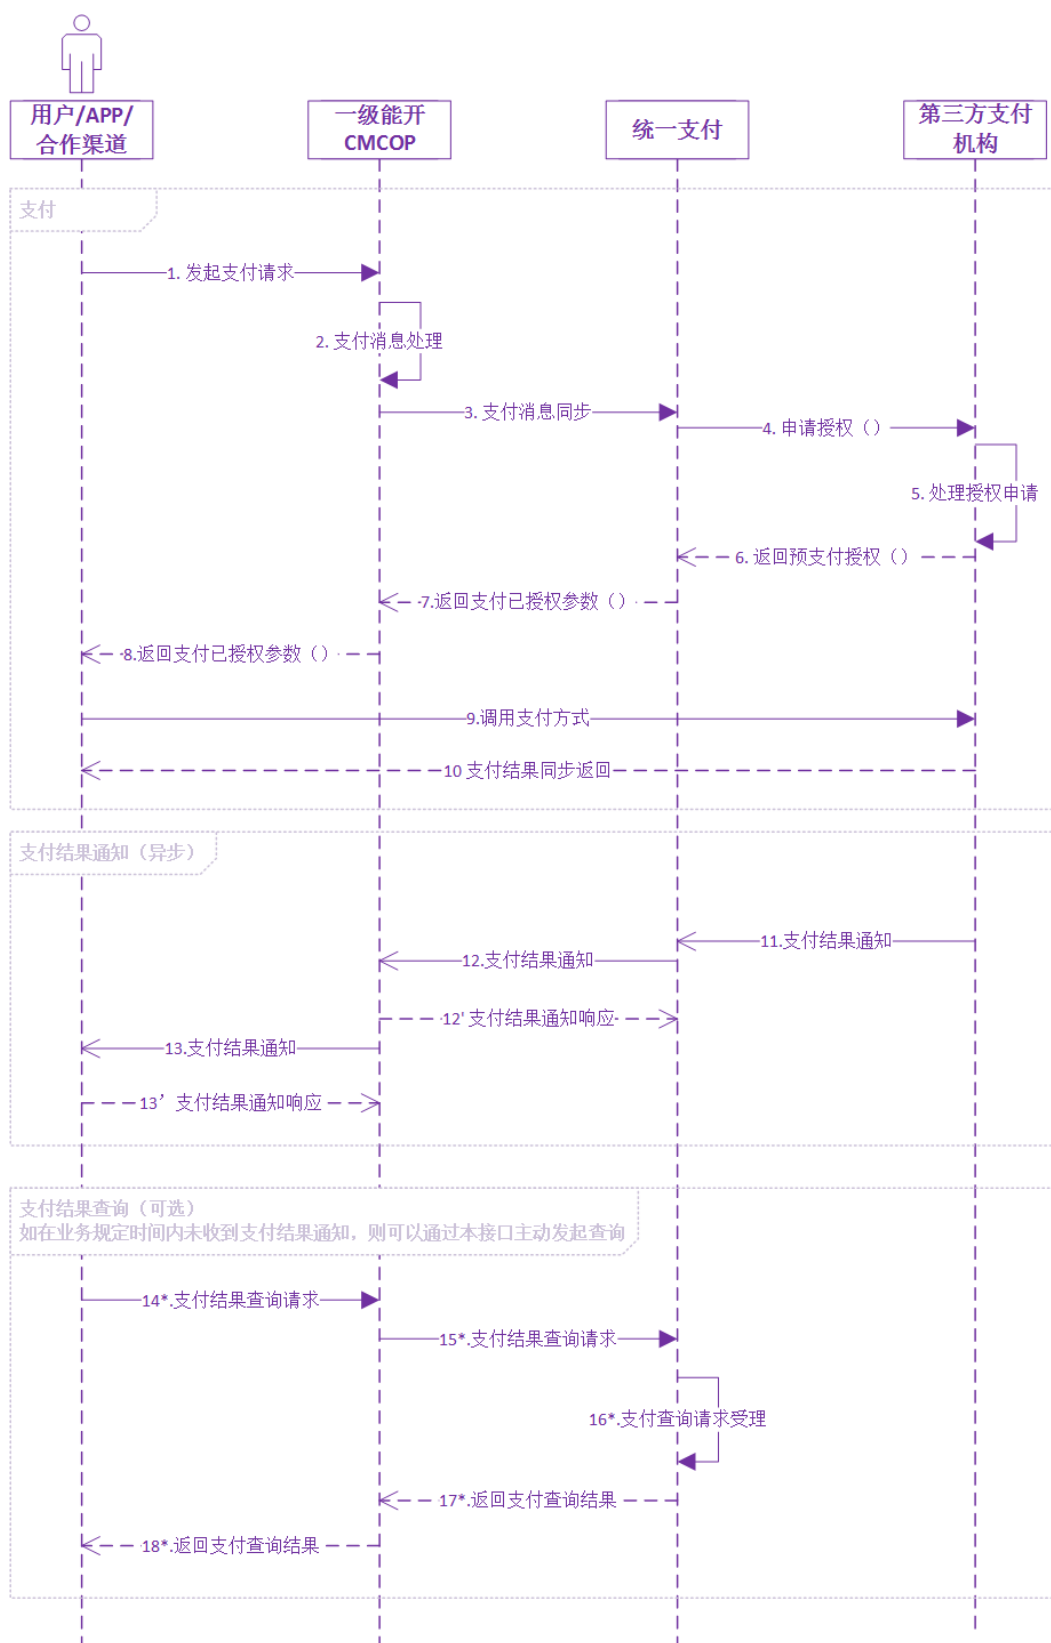 用户/APP/
合作渠道
一级能开
CMCOP
统一支付
第三方支付
机构
支付
1. 发起支付请求
2. 支付消息处理
3. 支付消息同步
4. 申请授权（）
5. 处理授权申请
6. 返回预支付授权（）
7.返回支付已授权参数（）
8.返回支付已授权参数（）
9.调用支付方式
10 支付结果同步返回
支付结果通知（异步）
11.支付结果通知
12.支付结果通知
12' 支付结果通知响应
13.支付结果通知
13’ 支付结果通知响应
支付结果查询（可选）
如在业务规定时间内未收到支付结果通知，则可以通过本接口主动发起查询
14*.支付结果查询请求
15*.支付结果查询请求
16*.支付查询请求受理
17*.返回支付查询结果
18*.返回支付查询结果